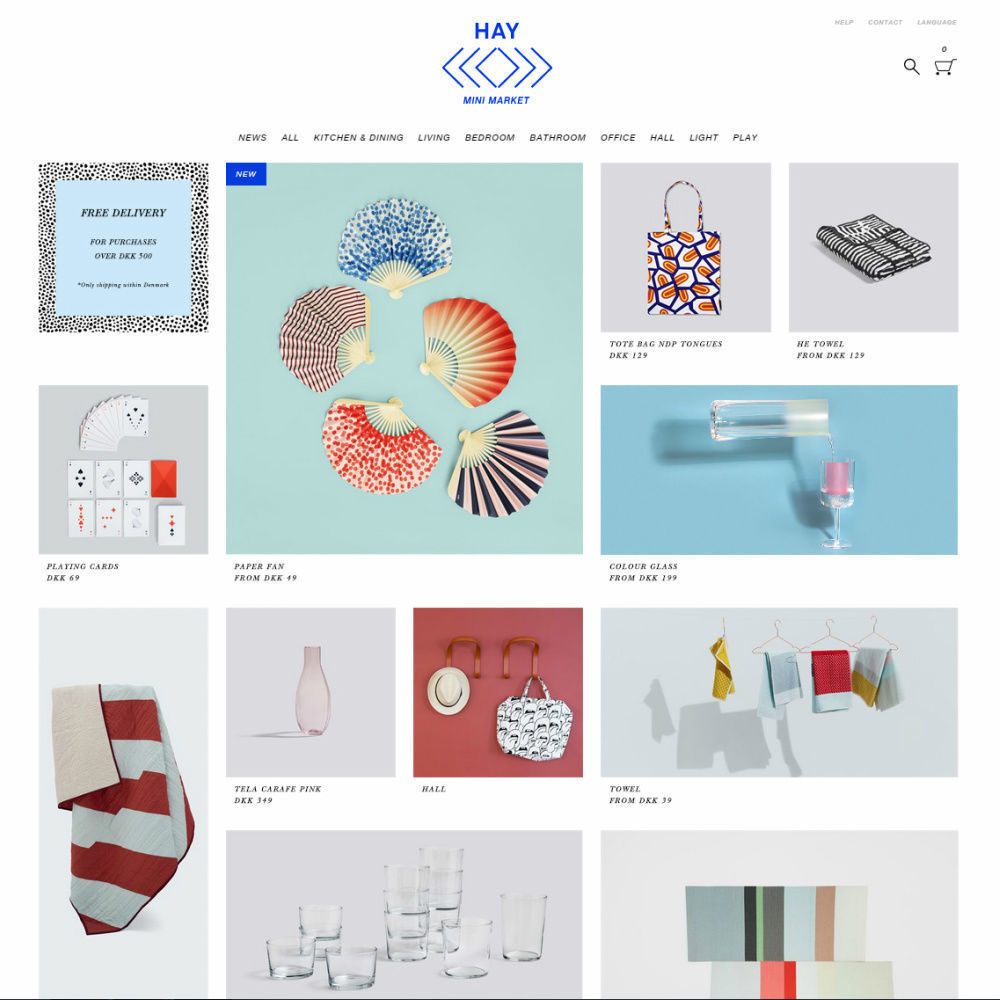 HAY
MINI MARKET
HELP CONTACT LANGUAGE
0
NEWS ALL KITCHEN & DINING LIVING BEDROOM BATHROOM OFFICE HALL LIGHT PLAY
FREE DELIVERY
FOR PURCHASES
OVER DKK 500
*Only shipping within Denmark
NEW
TOTE BAG NDP TONGUES
DKK 129
HE TOWEL
FROM DKK 129
PLAYING CARDS
DKK 69
PAPER FAN
FROM DKK 49
COLOUR GLASS
FROM DKK 199
TELA CARAFE PINK
DKK 349
HALL
TOWEL
FROM DKK 39